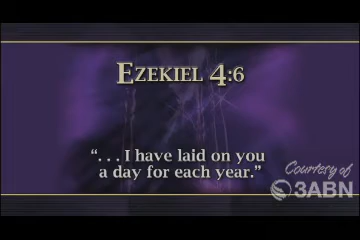 EZEKIEL 4:6
“. . . I have laid on you
a day for each year.”
Courtesy of
3ABN